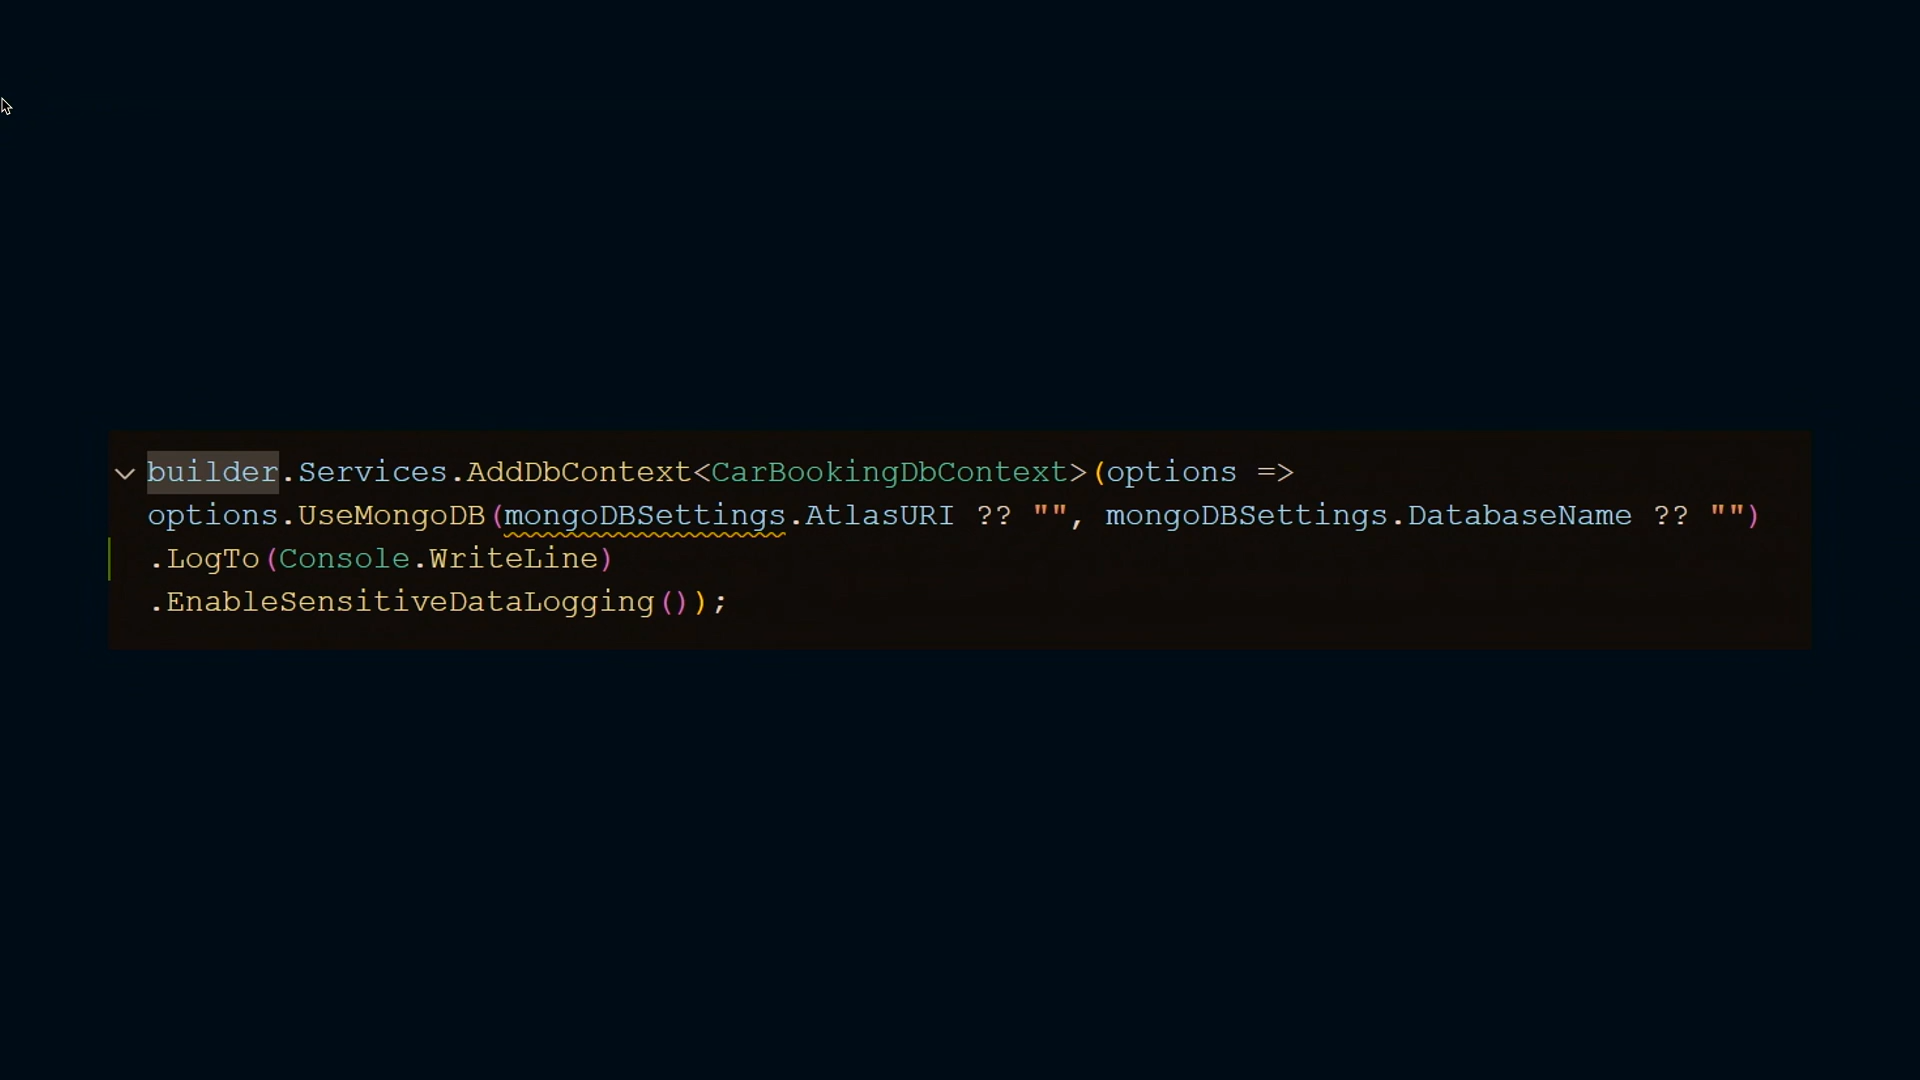 builder.Services.AddDbContext<CarBookingDbContext>(options =>
options.UseMongoDB(mongoDBSettings.AtlasURI ?? "", mongoDBSettings.DatabaseName ?? "")
.LogTo(Console.WriteLine)
.EnableSensitiveDataLogging());